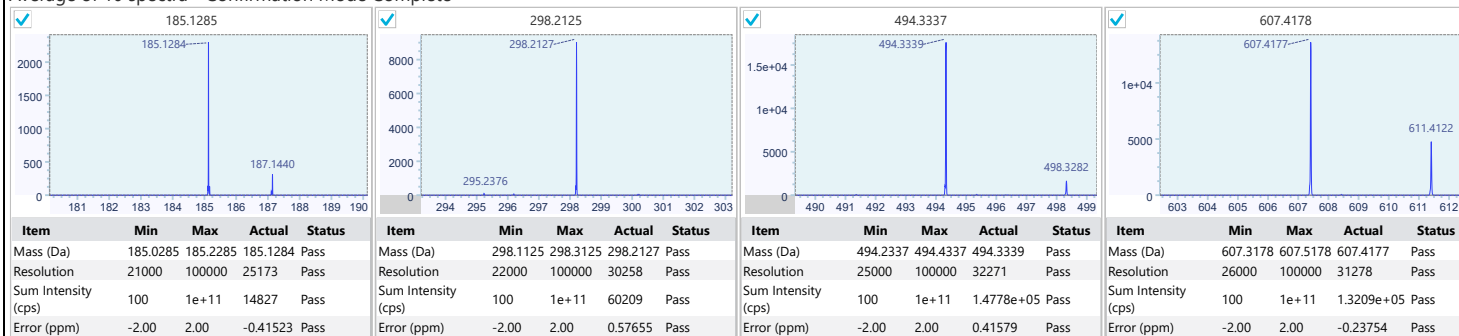 Average of 10 spectra - Confirmation Mode Complete
185.1285
298.2125
494.3337
607.4178
185.1284
187.1440
2000
1500
1000
500
0
181 182 183 184 185 186 187 188 189 190
298.2127
295.2376
8000
6000
4000
2000
0
294 295 296 297 298 299 300 301 302 303
494.3339
498.3282
1.5e+04
1e+04
5000
0
490 491 492 493 494 495 496 497 498 499
607.4177
611.4122
1e+04
5000
0
603 604 605 606 607 608 609 610 611 612
Item Min Max Actual Status
Mass (Da) 185.0285 185.2285 185.1284 Pass
Resolution 21000 100000 25173 Pass
Sum Intensity (cps) 100 1e+11 14827 Pass
Error (ppm) -2.00 2.00 -0.41523 Pass
Item Min Max Actual Status
Mass (Da) 298.1125 298.3125 298.2127 Pass
Resolution 22000 100000 30258 Pass
Sum Intensity (cps) 100 1e+11 60209 Pass
Error (ppm) -2.00 2.00 0.57655 Pass
Item Min Max Actual Status
Mass (Da) 494.2337 494.4337 494.3339 Pass
Resolution 25000 100000 32271 Pass
Sum Intensity (cps) 100 1e+11 1.4778e+05 Pass
Error (ppm) -2.00 2.00 0.41579 Pass
Item Min Max Actual Status
Mass (Da) 607.3178 607.5178 607.4177 Pass
Resolution 26000 100000 31278 Pass
Sum Intensity (cps) 100 1e+11 1.3209e+05 Pass
Error (ppm) -2.00 2.00 -0.23754 Pass